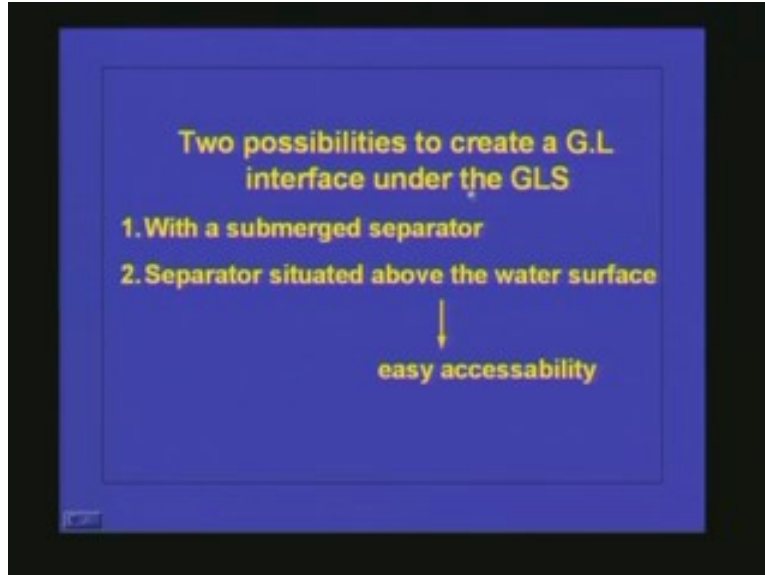 Two possibilities to create a G.L
interface under the GLS
1. With a submerged separator
2. Separator situated above the water surface
easy accessability